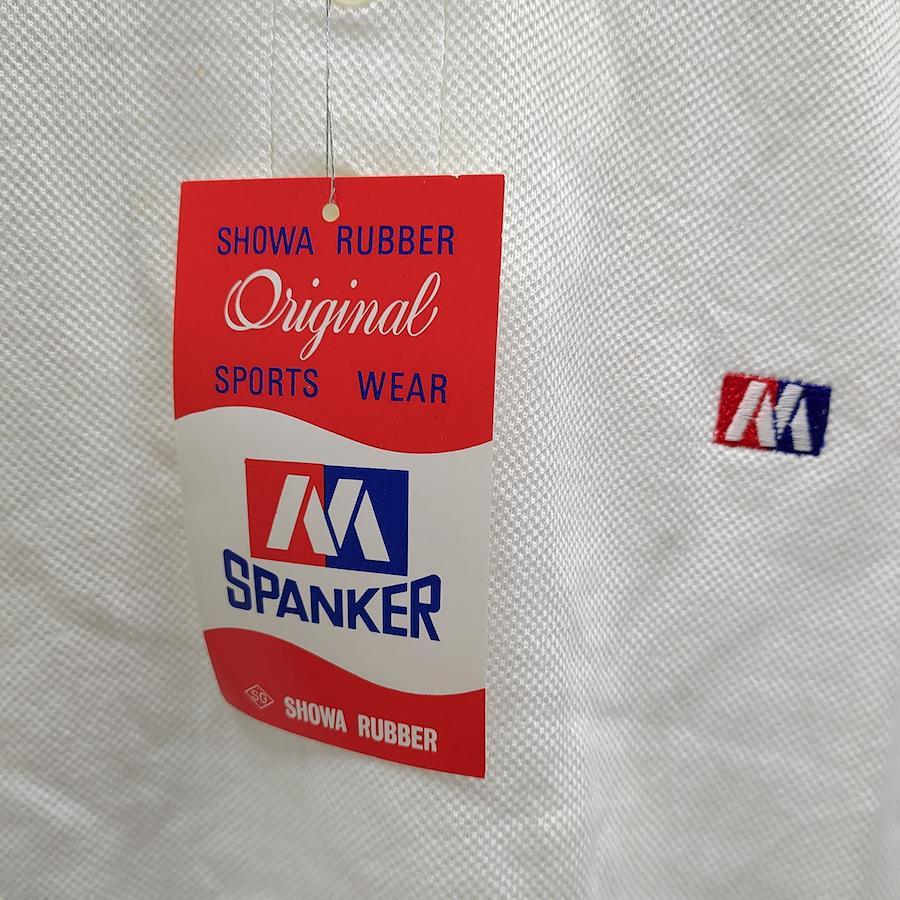 SHOWA RUBBER
Original
SPORTS WEAR
M
SPANKER
SG
SHOWA RUBBER
M